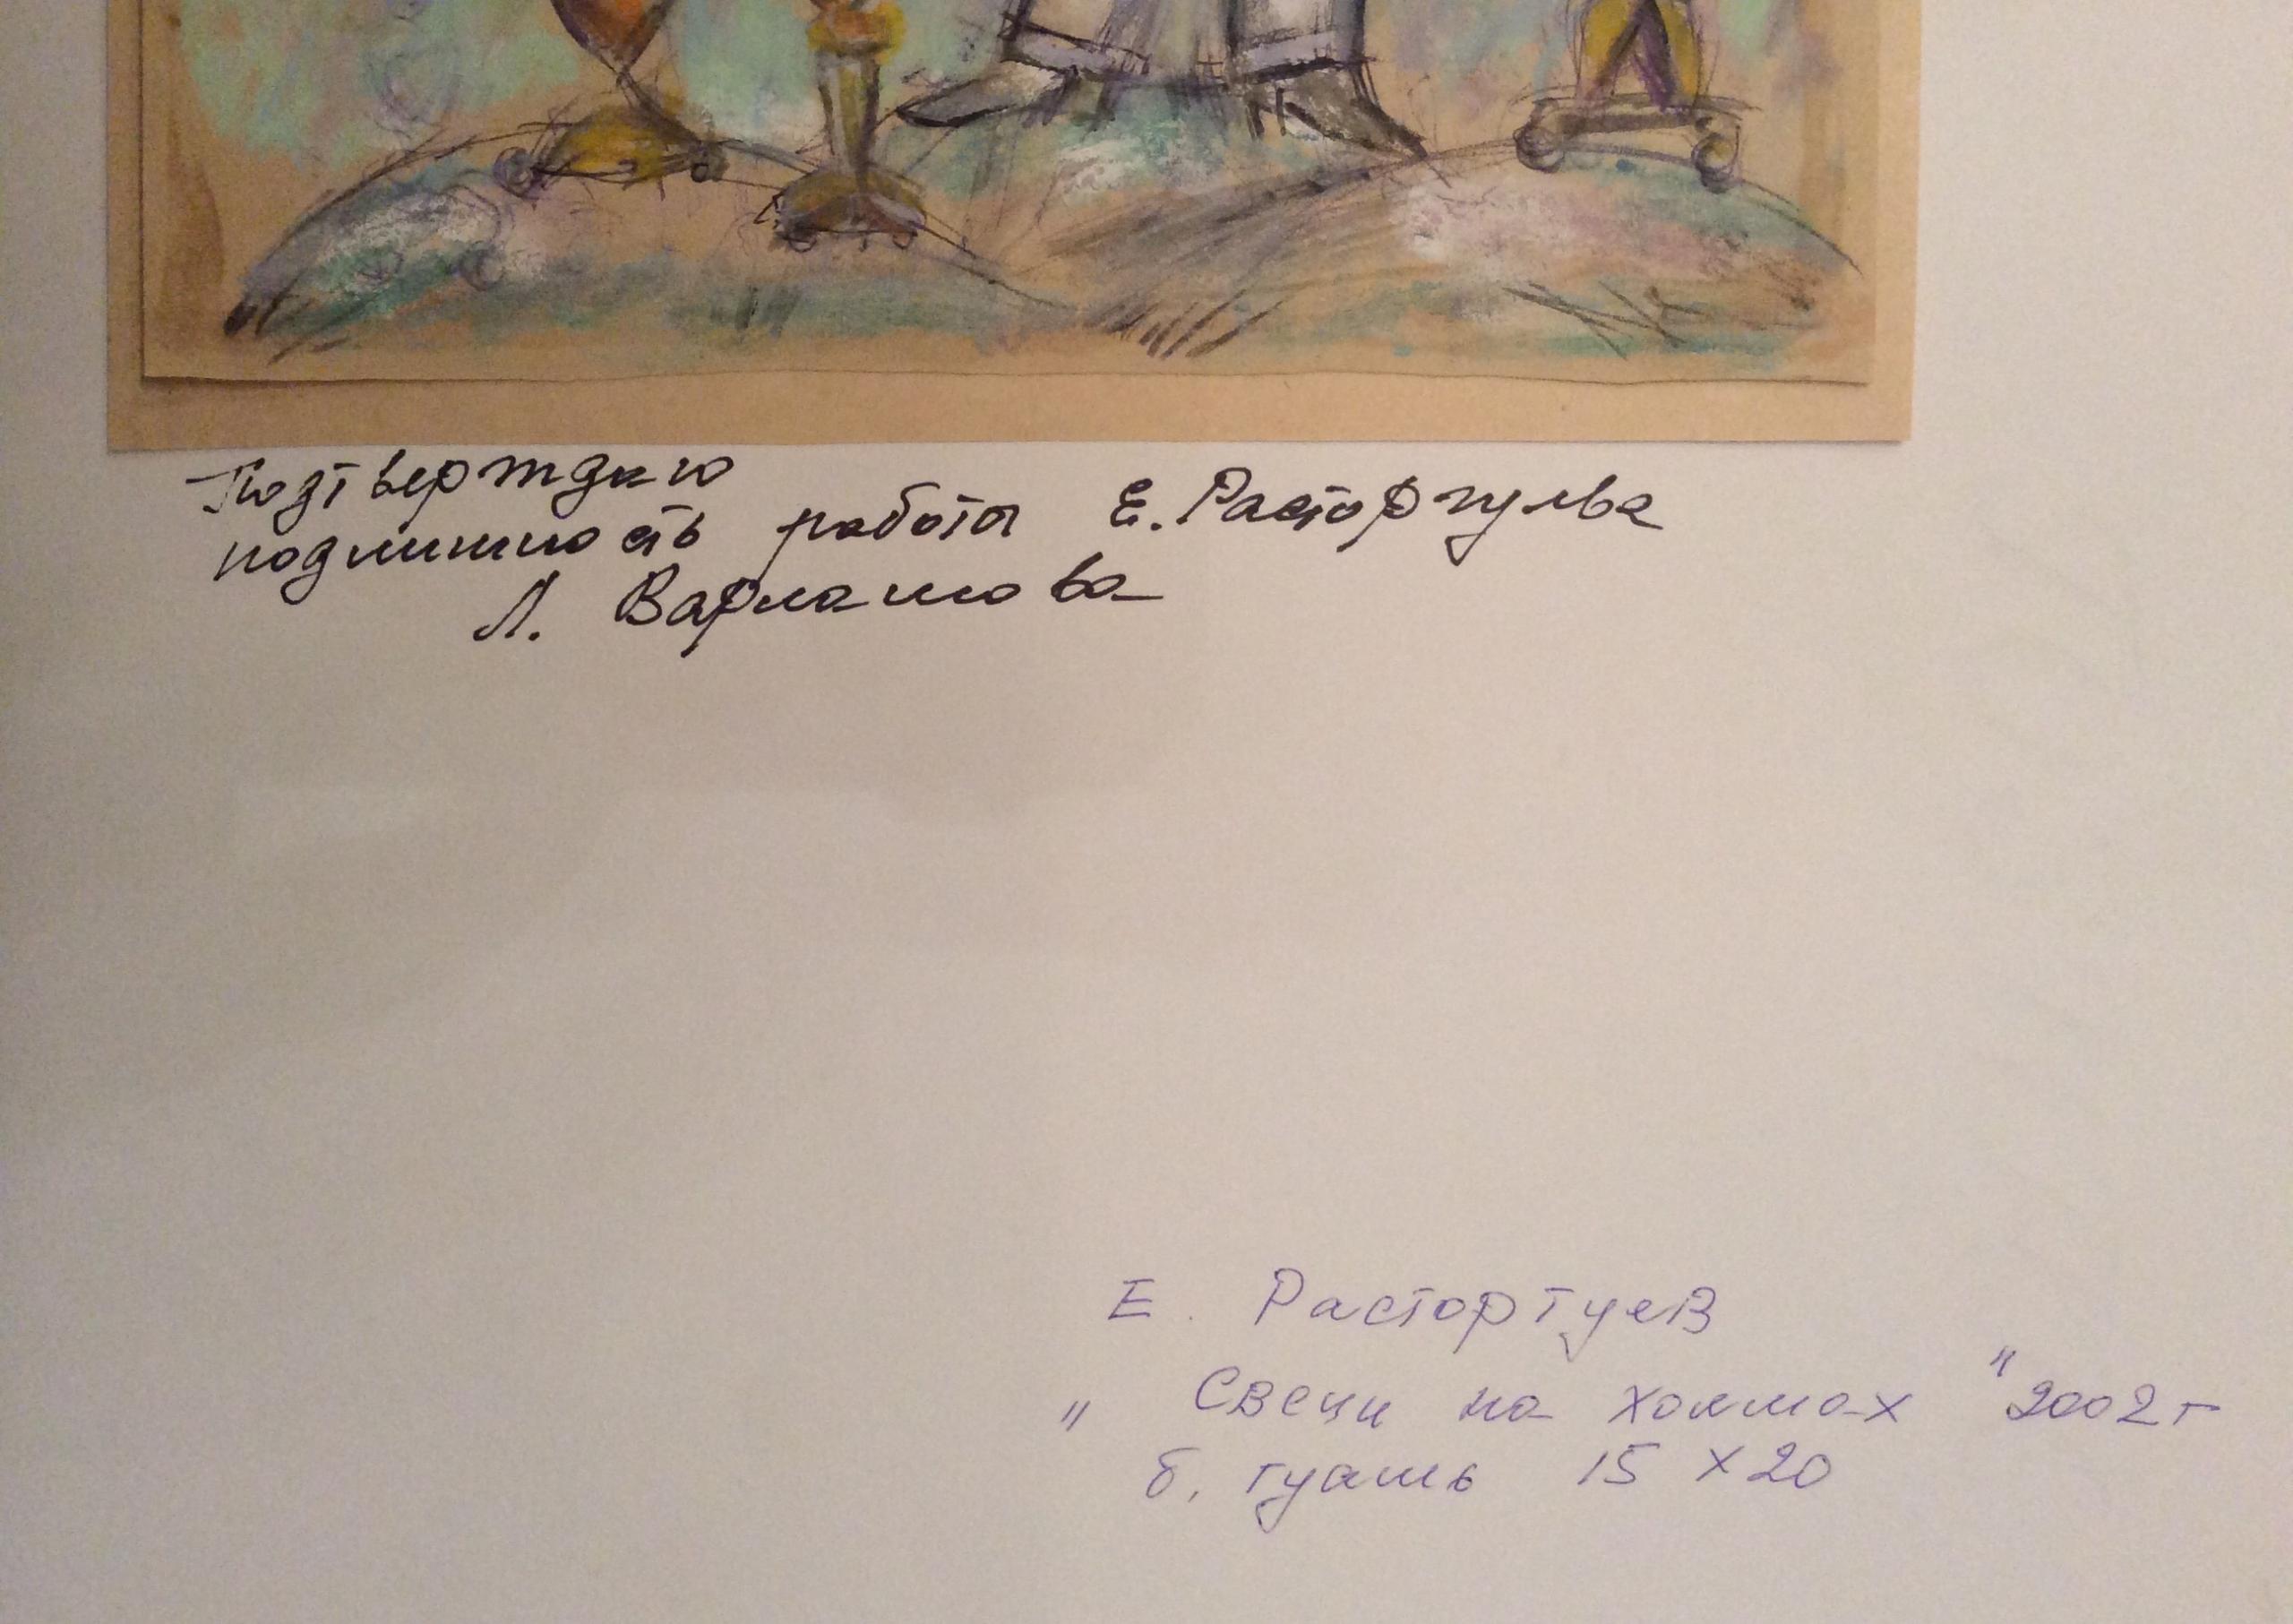 Подтверждаю
подлинность работы Е. Расторгуева
Л. Варламова
Е. Расторгуев
" Свечи на холмах " 2002 г
б. гуашь 15 х 20